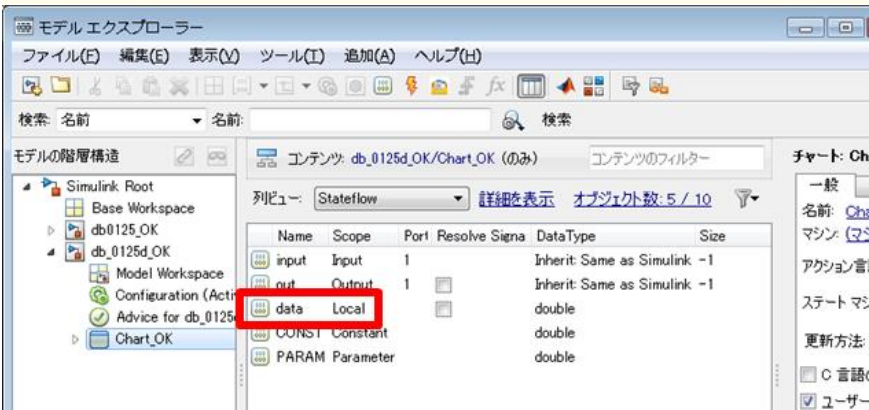 モデル エクスプローラー
ファイル(F) 編集(E) 表示(V) ツール(T) 追加(A) ヘルプ(H)
検索: 名前 名前: 検索
モデルの階層構造
Simulink Root
Base Workspace
db0125_OK
db_0125d_OK
Model Workspace
Configuration (Acti
Advice for db_0125
Chart_OK
コンテンツ: db_0125d_OK/Chart_OK (のみ) コンテンツのフィルター
列ビュー: Stateflow 詳細を表示 オブジェクト数: 5 / 10
Name Scope Port Resolve Signa DataType Size
input Input 1 Inherit: Same as Simulink -1
out Output 1 Inherit: Same as Simulink -1
data Local double
CONST Constant double
PARAM Parameter double
チャート: Ch
一般
名前: Cha
マシン: (マシ
アクション言
ステート マシ
更新方法:
C 言語の
ユーザー